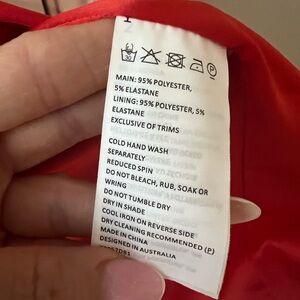 MAIN: 95% POLYESTER,
5% ELASTANE
LINING: 95% POLYESTER, 5%
ELASTANE
EXCLUSIVE OF TRIMS
COLD HAND WASH
SEPARATELY
REDUCED SPIN
DO NOT BLEACH, RUB, SOAK OR
WRING
DO NOT TUMBLE DRY
DRY IN SHADE
COOL IRON ON REVERSE SIDE
DRY CLEANING RECOMMENDED (P)
MADE IN CHINA
DESIGNED IN AUSTRALIA